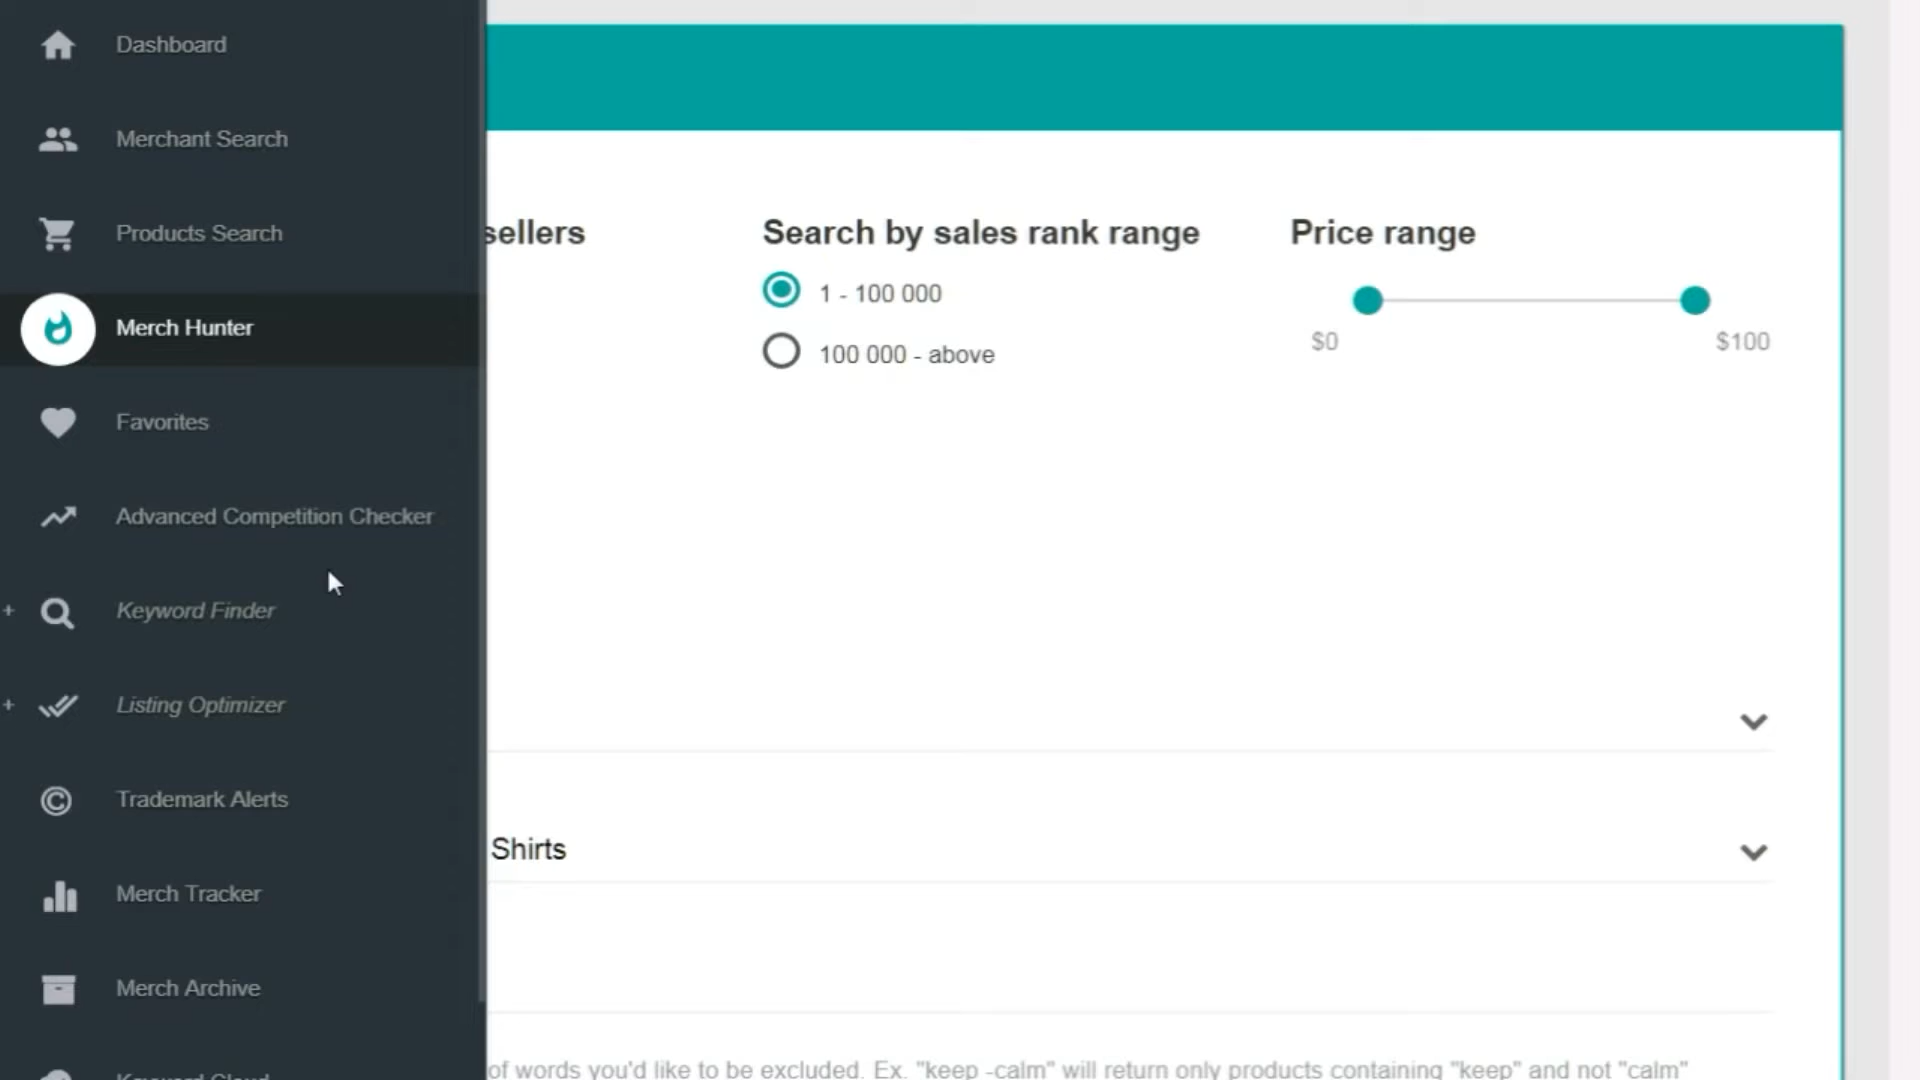 Dashboard
Merchant Search
Products Search
Merch Hunter
Favorites
Advanced Competition Checker
+ Keyword Finder
+ Listing Optimizer
Trademark Alerts
Merch Tracker
Merch Archive
Keyword Cloud
sellers
Search by sales rank range
1 - 100 000
100 000 - above
Price range
$0
$100
Shirts
of words you'd like to be excluded. Ex. "keep -calm" will return only products containing "keep" and not "calm"